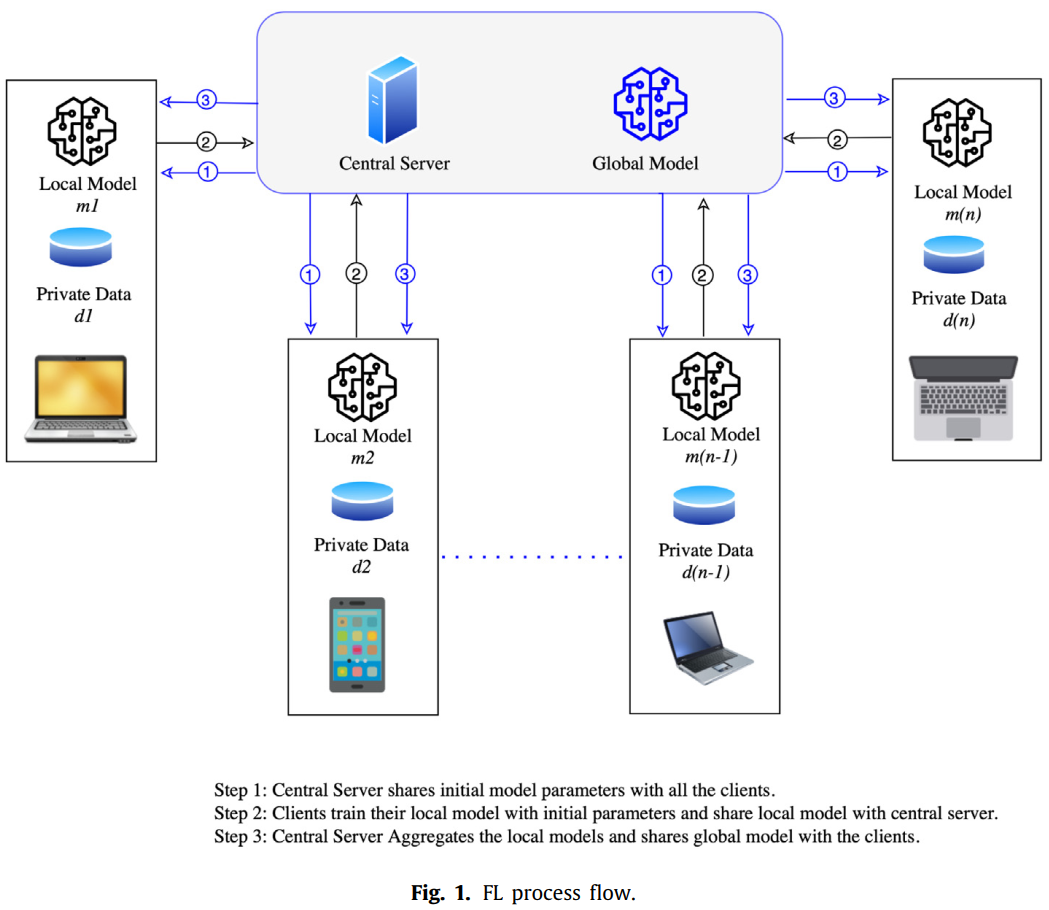 Central Server
Global Model
3
2
1
3
2
1
Local Model
m1
Private Data
d1
Local Model
m(n)
Private Data
d(n)
1
2
3
1
2
3
Local Model
m2
Private Data
d2
Local Model
m(n-1)
Private Data
d(n-1)
Step 1: Central Server shares initial model parameters with all the clients.
Step 2: Clients train their local model with initial parameters and share local model with central server.
Step 3: Central Server Aggregates the local models and shares global model with the clients.
Fig. 1. FL process flow.